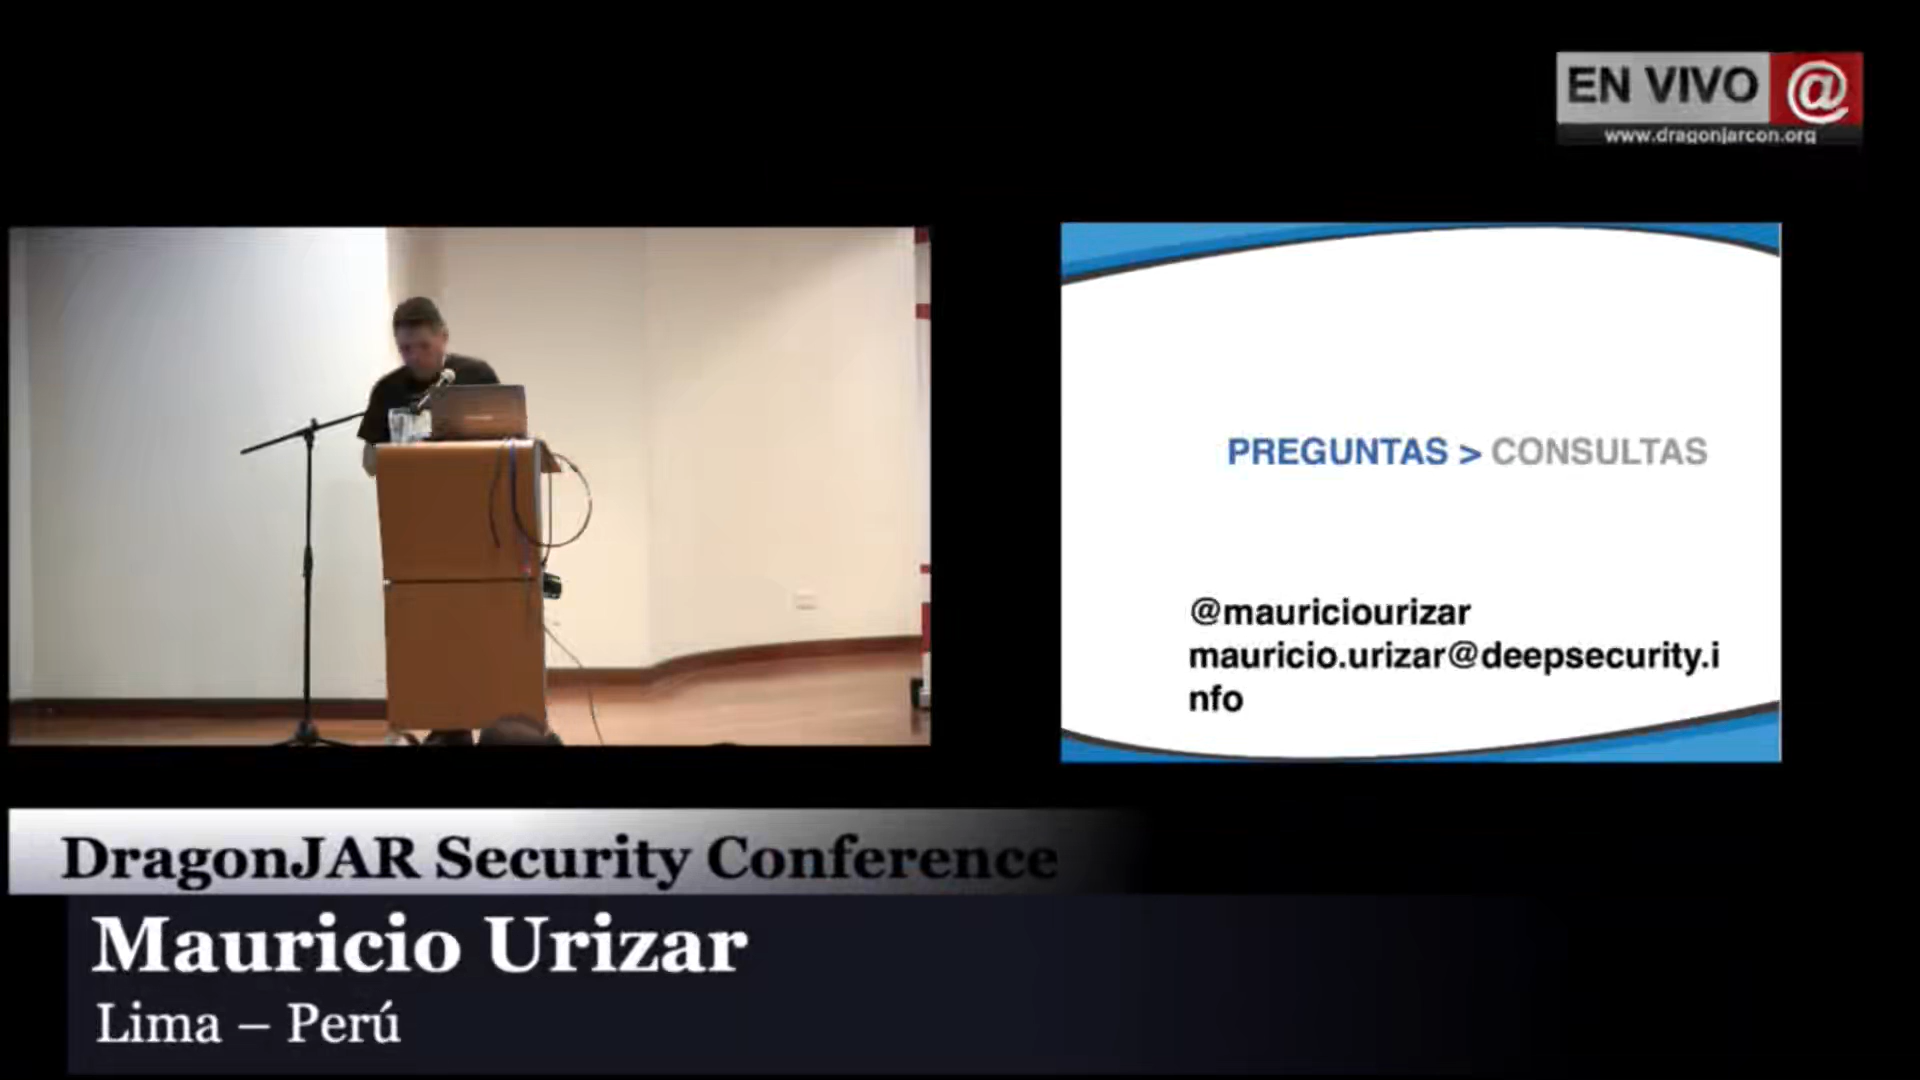 EN VIVO @
www.dragonjarcon.org
PREGUNTAS > CONSULTAS
@mauriciourizar
mauricio.urizar@deepsecurity.i
nfo
DragonJAR Security Conference
Mauricio Urizar
Lima – Perú